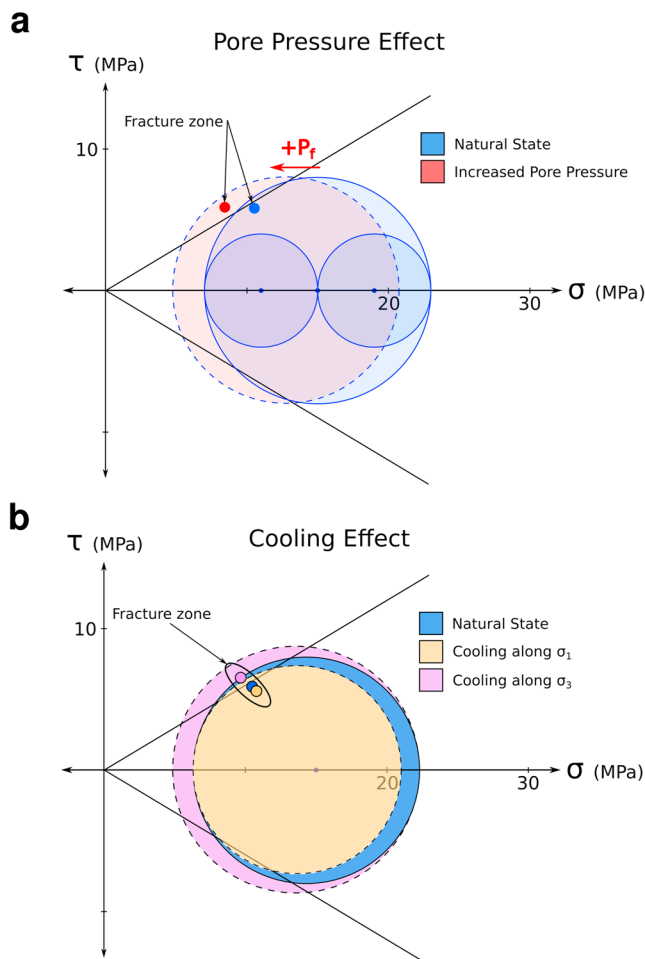 a
Pore Pressure Effect
τ (MPa)
Fracture zone
10
+Pf
Natural State
Increased Pore Pressure
20
30
σ (MPa)
b
Cooling Effect
τ (MPa)
Fracture zone
10
Natural State
Cooling along σ₁
Cooling along σ₃
20
30
σ (MPa)